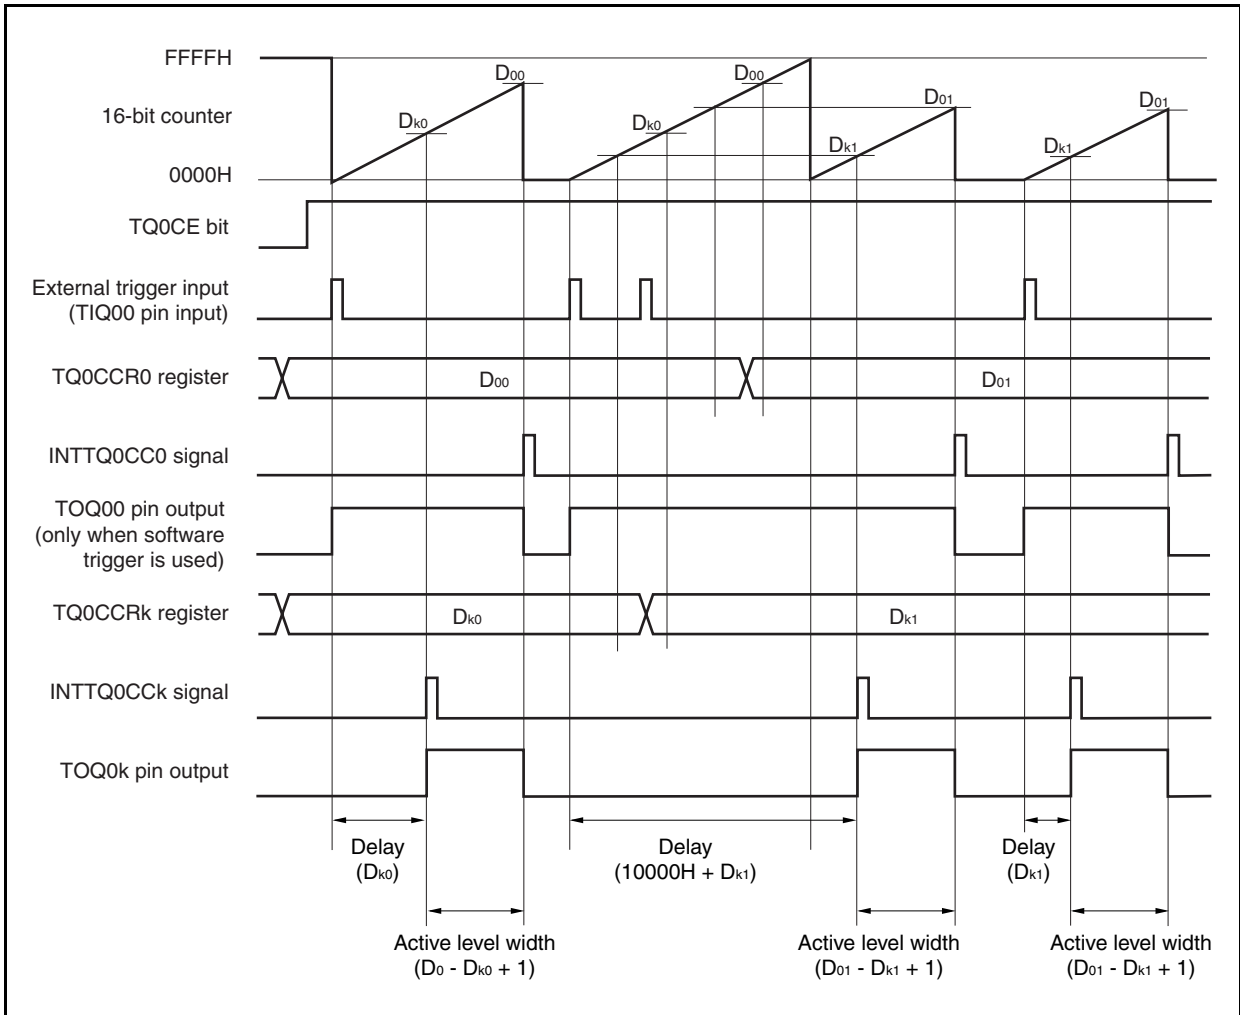 FFFFH
D00
D00
16-bit counter
Dk0
Dk0
Dk1
D01
Dk1
D01
0000H
TQ0CE bit
External trigger input
(TIQ00 pin input)
TQ0CCR0 register
D00
D01
INTTQ0CC0 signal
TOQ00 pin output
(only when software
trigger is used)
TQ0CCRk register
Dk0
Dk1
INTTQ0CCk signal
TOQ0k pin output
Delay
(Dk0)
Delay
(10000H + Dk1)
Delay
(Dk1)
Active level width
(D0 - Dk0 + 1)
Active level width
(D01 - Dk1 + 1)
Active level width
(D01 - Dk1 + 1)